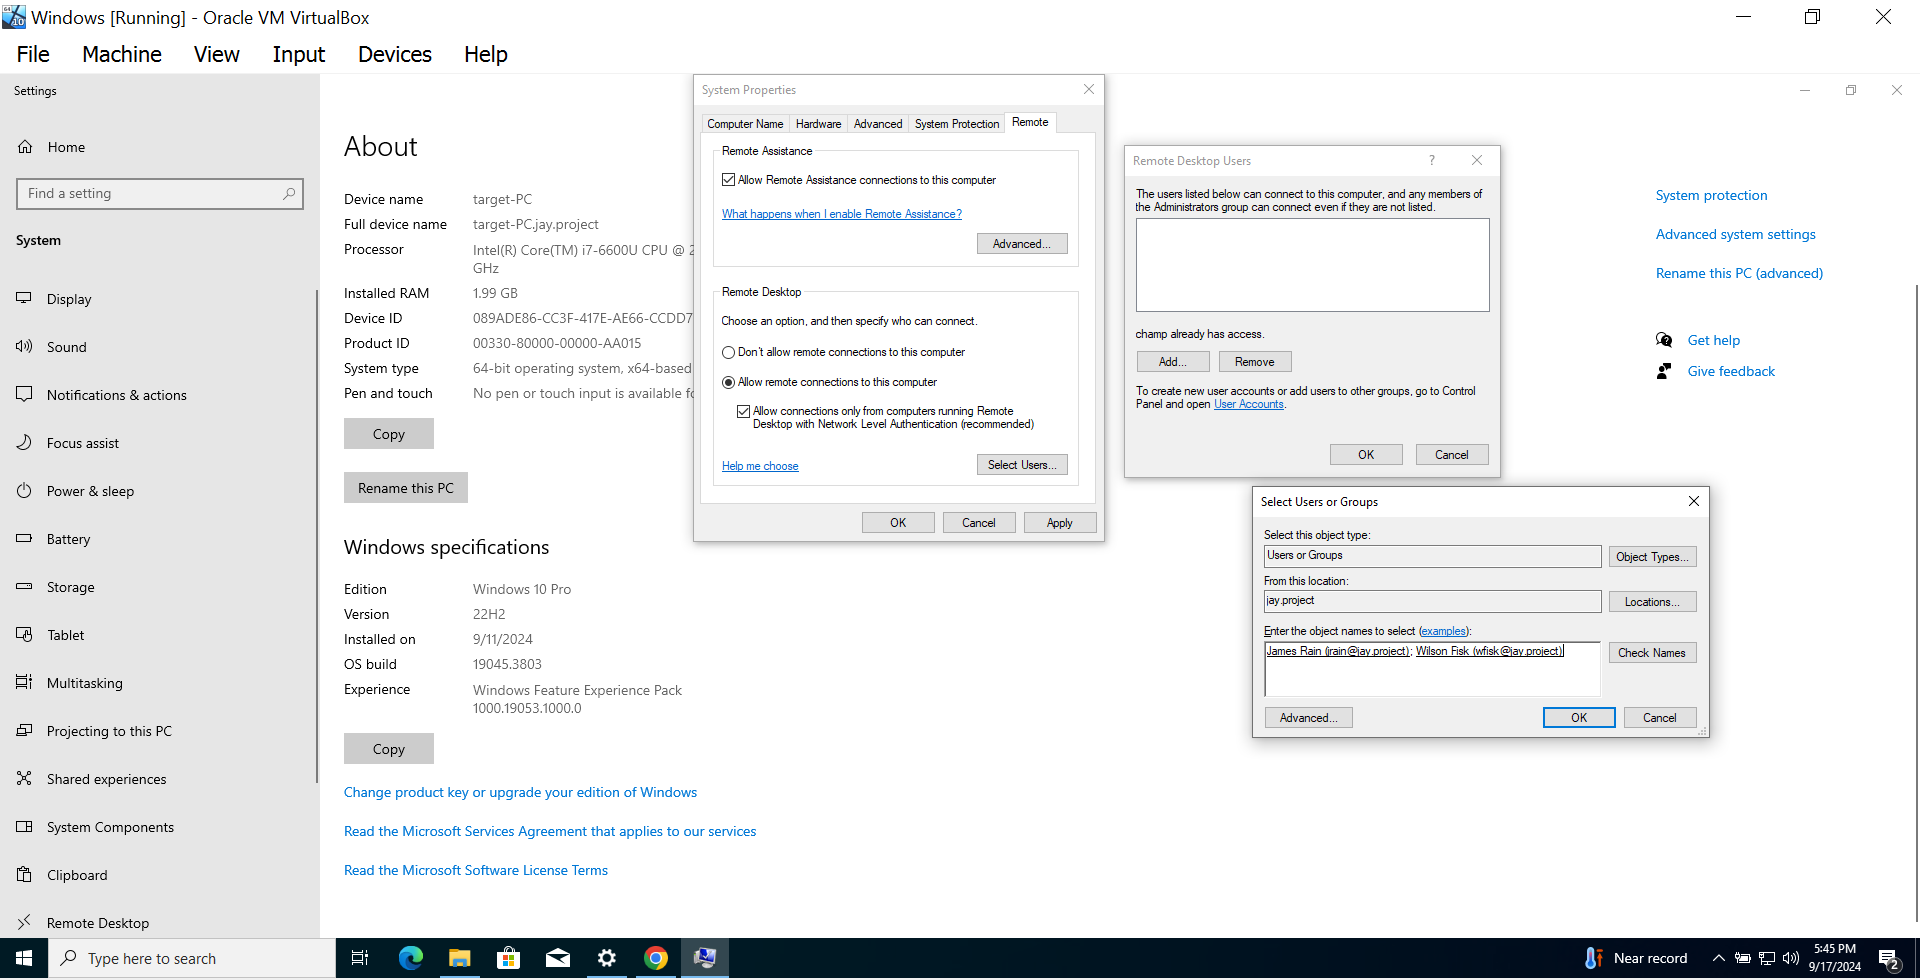 Windows [Running] - Oracle VM VirtualBox
File Machine View Input Devices Help
Settings
Home
Find a setting
System
Display
Sound
Notifications & actions
Focus assist
Power & sleep
Battery
Storage
Tablet
Multitasking
Projecting to this PC
Shared experiences
System Components
Clipboard
Remote Desktop
About
Device name target-PC
Full device name target-PC.jay.project
Processor Intel(R) Core(TM) i7-6600U CPU @ 2
GHz
Installed RAM 1.99 GB
Device ID 089ADE86-CC3F-417E-AE66-CCDD7
Product ID 00330-80000-00000-AA015
System type 64-bit operating system, x64-based
Pen and touch No pen or touch input is available fo
Copy
Rename this PC
Windows specifications
Edition Windows 10 Pro
Version 22H2
Installed on 9/11/2024
OS build 19045.3803
Experience Windows Feature Experience Pack
1000.19053.1000.0
Copy
Change product key or upgrade your edition of Windows
Read the Microsoft Services Agreement that applies to our services
Read the Microsoft Software License Terms
System Properties
Computer Name Hardware Advanced System Protection Remote
Remote Assistance
Allow Remote Assistance connections to this computer
What happens when I enable Remote Assistance?
Advanced...
Remote Desktop
Choose an option, and then specify who can connect.
Don't allow remote connections to this computer
Allow remote connections to this computer
Allow connections only from computers running Remote
Desktop with Network Level Authentication (recommended)
Help me choose Select Users...
OK Cancel Apply
Remote Desktop Users ?
The users listed below can connect to this computer, and any members of
the Administrators group can connect even if they are not listed.
champ already has access.
Add... Remove
To create new user accounts or add users to other groups, go to Control
Panel and open User Accounts.
OK Cancel
Select Users or Groups
Select this object type:
Users or Groups Object Types...
From this location:
jay.project Locations...
Enter the object names to select (examples):
James Rain (jrain@jay.project); Wilson Fisk (wfisk@jay.project) Check Names
Advanced... OK Cancel
System protection
Advanced system settings
Rename this PC (advanced)
Get help
Give feedback
Type here to search
Near record
5:45 PM
9/17/2024
2